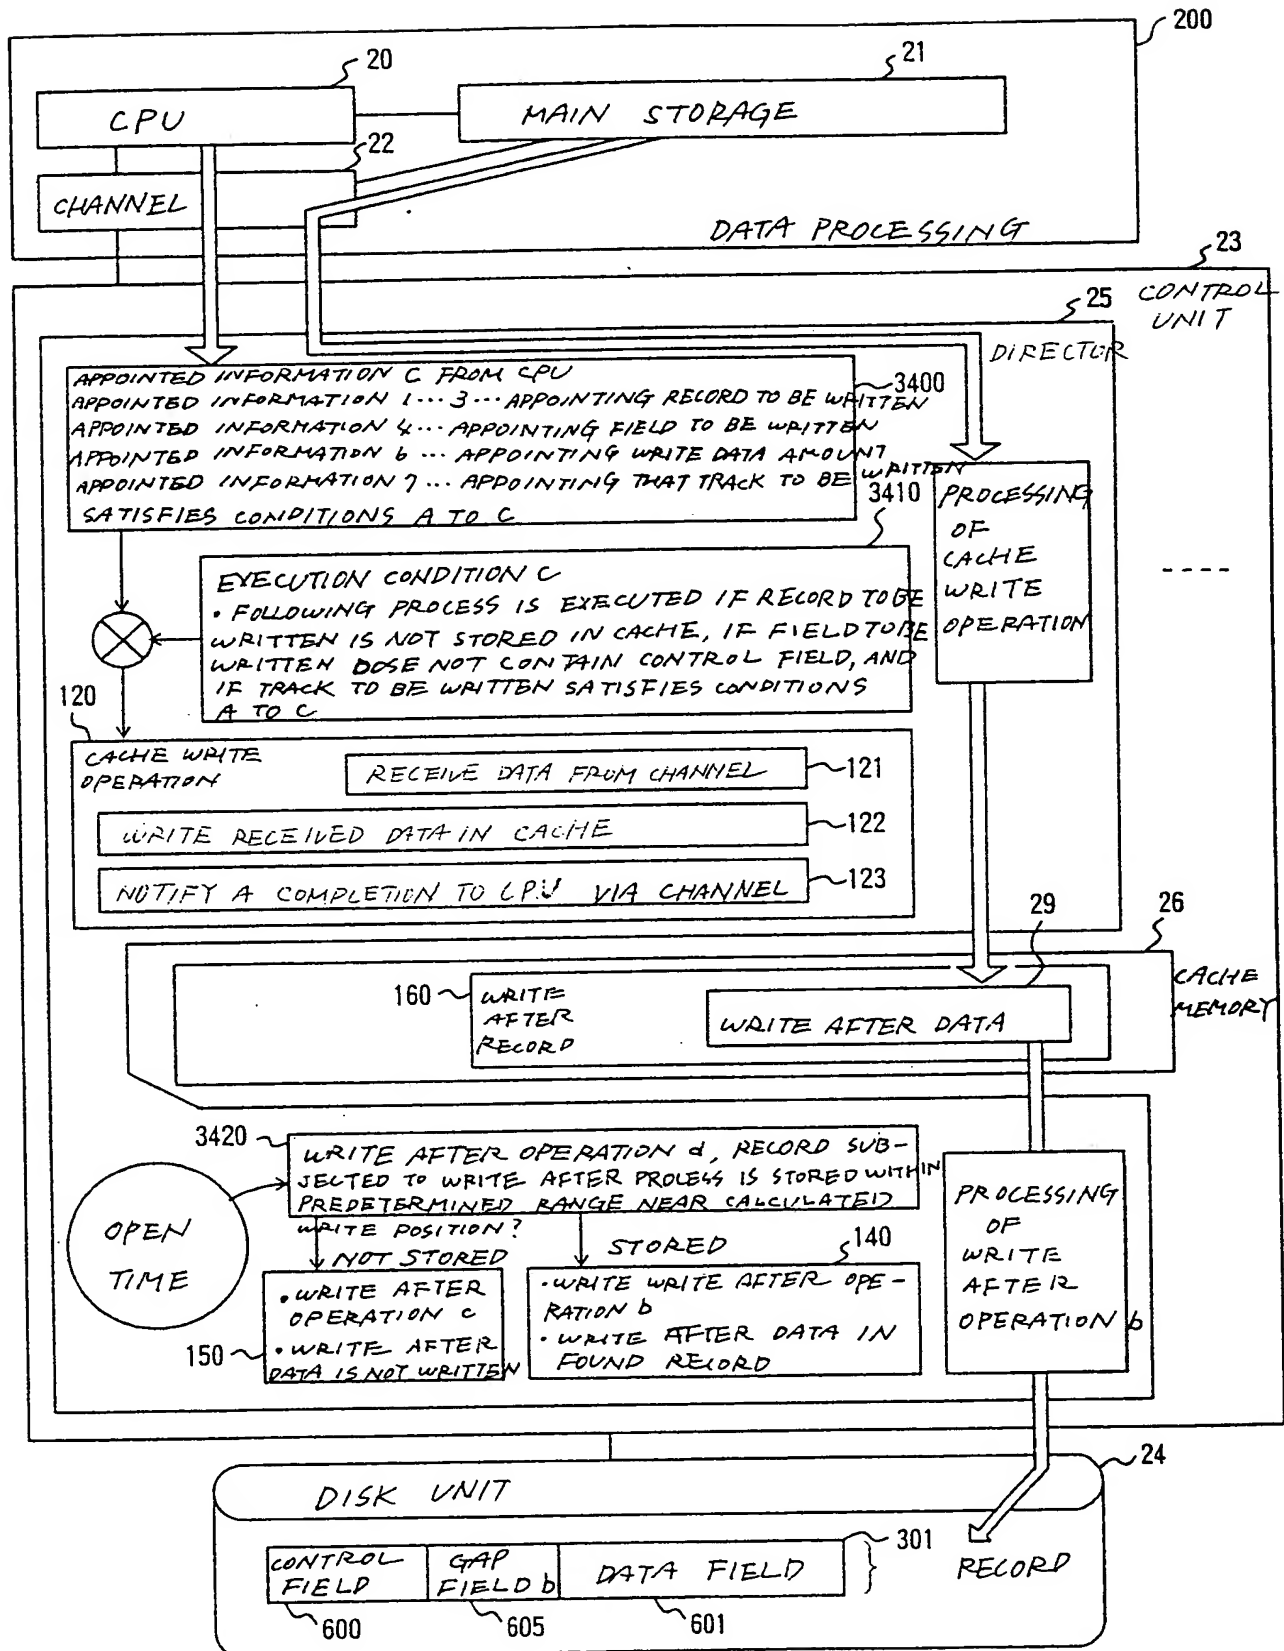 200
20
21
CPU
MAIN STORAGE
22
CHANNEL
DATA PROCESSING
23
CONTROL
UNIT
25
DIRECTOR
APPOINTED INFORMATION C FROM CPU
3400
APPOINTED INFORMATION 1 ... 3 ... APPOINTING RECORD TO BE WRITTEN
APPOINTED INFORMATION 4 ... APPOINTING FIELD TO BE WRITTEN
APPOINTED INFORMATION 6 ... APPOINTING WRITE DATA AMOUNT
APPOINTED INFORMATION 7 ... APPOINTING THAT TRACK TO BE WRITTEN
SATISFIES CONDITIONS A TO C
3410
PROCESSING
OF
CACHE
WRITE
OPERATION
----
EXECUTION CONDITION C
• FOLLOWING PROCESS IS EXECUTED IF RECORD TO BE
WRITTEN IS NOT STORED IN CACHE, IF FIELD TO BE
WRITTEN DOSE NOT CONTAIN CONTROL FIELD, AND
IF TRACK TO BE WRITTEN SATISFIES CONDITIONS
A TO C
120
CACHE WRITE
OPERATION
RECEIVE DATA FROM CHANNEL
121
WRITE RECEIVED DATA IN CACHE
122
NOTIFY A COMPLETION TO CPU VIA CHANNEL
123
29
26
CACHE
MEMORY
160
WRITE
AFTER
RECORD
WRITE AFTER DATA
3420
WRITE AFTER OPERATION d, RECORD SUB-
JECTED TO WRITE AFTER PROCESS IS STORED WITHIN
PREDETERMINED RANGE NEAR CALCULATED
WRITE POSITION?
OPEN
TIME
NOT STORED
STORED
140
• WRITE AFTER
OPERATION c
• WRITE AFTER
DATA IS NOT WRITTEN
150
• WRITE WRITE AFTER OPE-
RATION b
• WRITE AFTER DATA IN
FOUND RECORD
PROCESSING
OF
WRITE
AFTER
OPERATION b
24
DISK UNIT
301
CONTROL
FIELD
GAP
FIELD b
DATA FIELD
RECORD
600
605
601